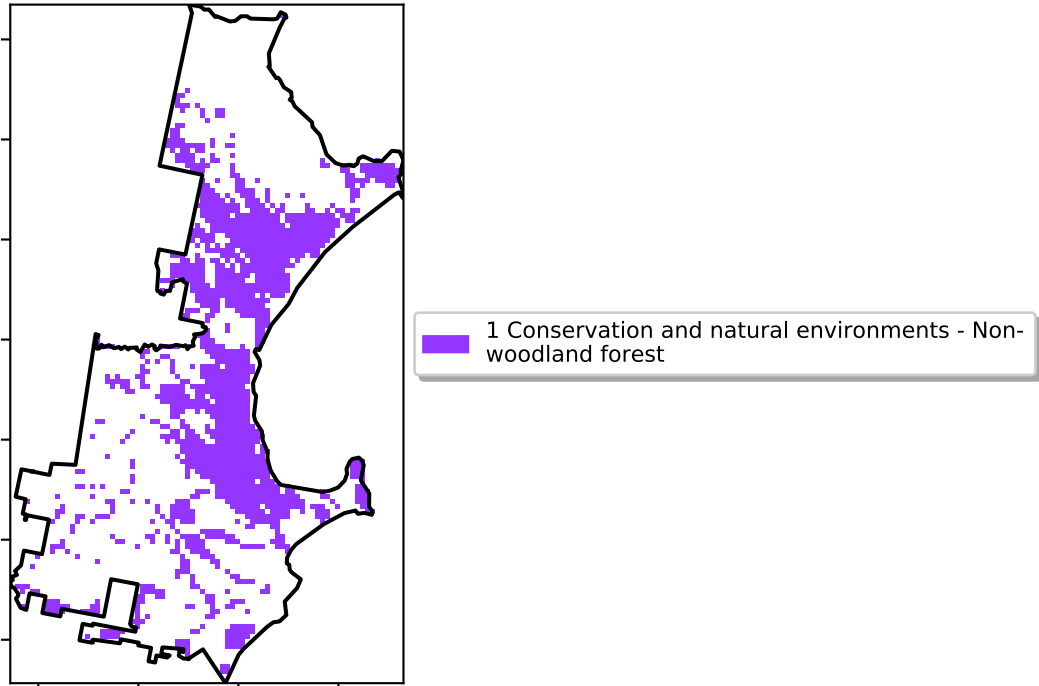 1 Conservation and natural environments - Non-
woodland forest